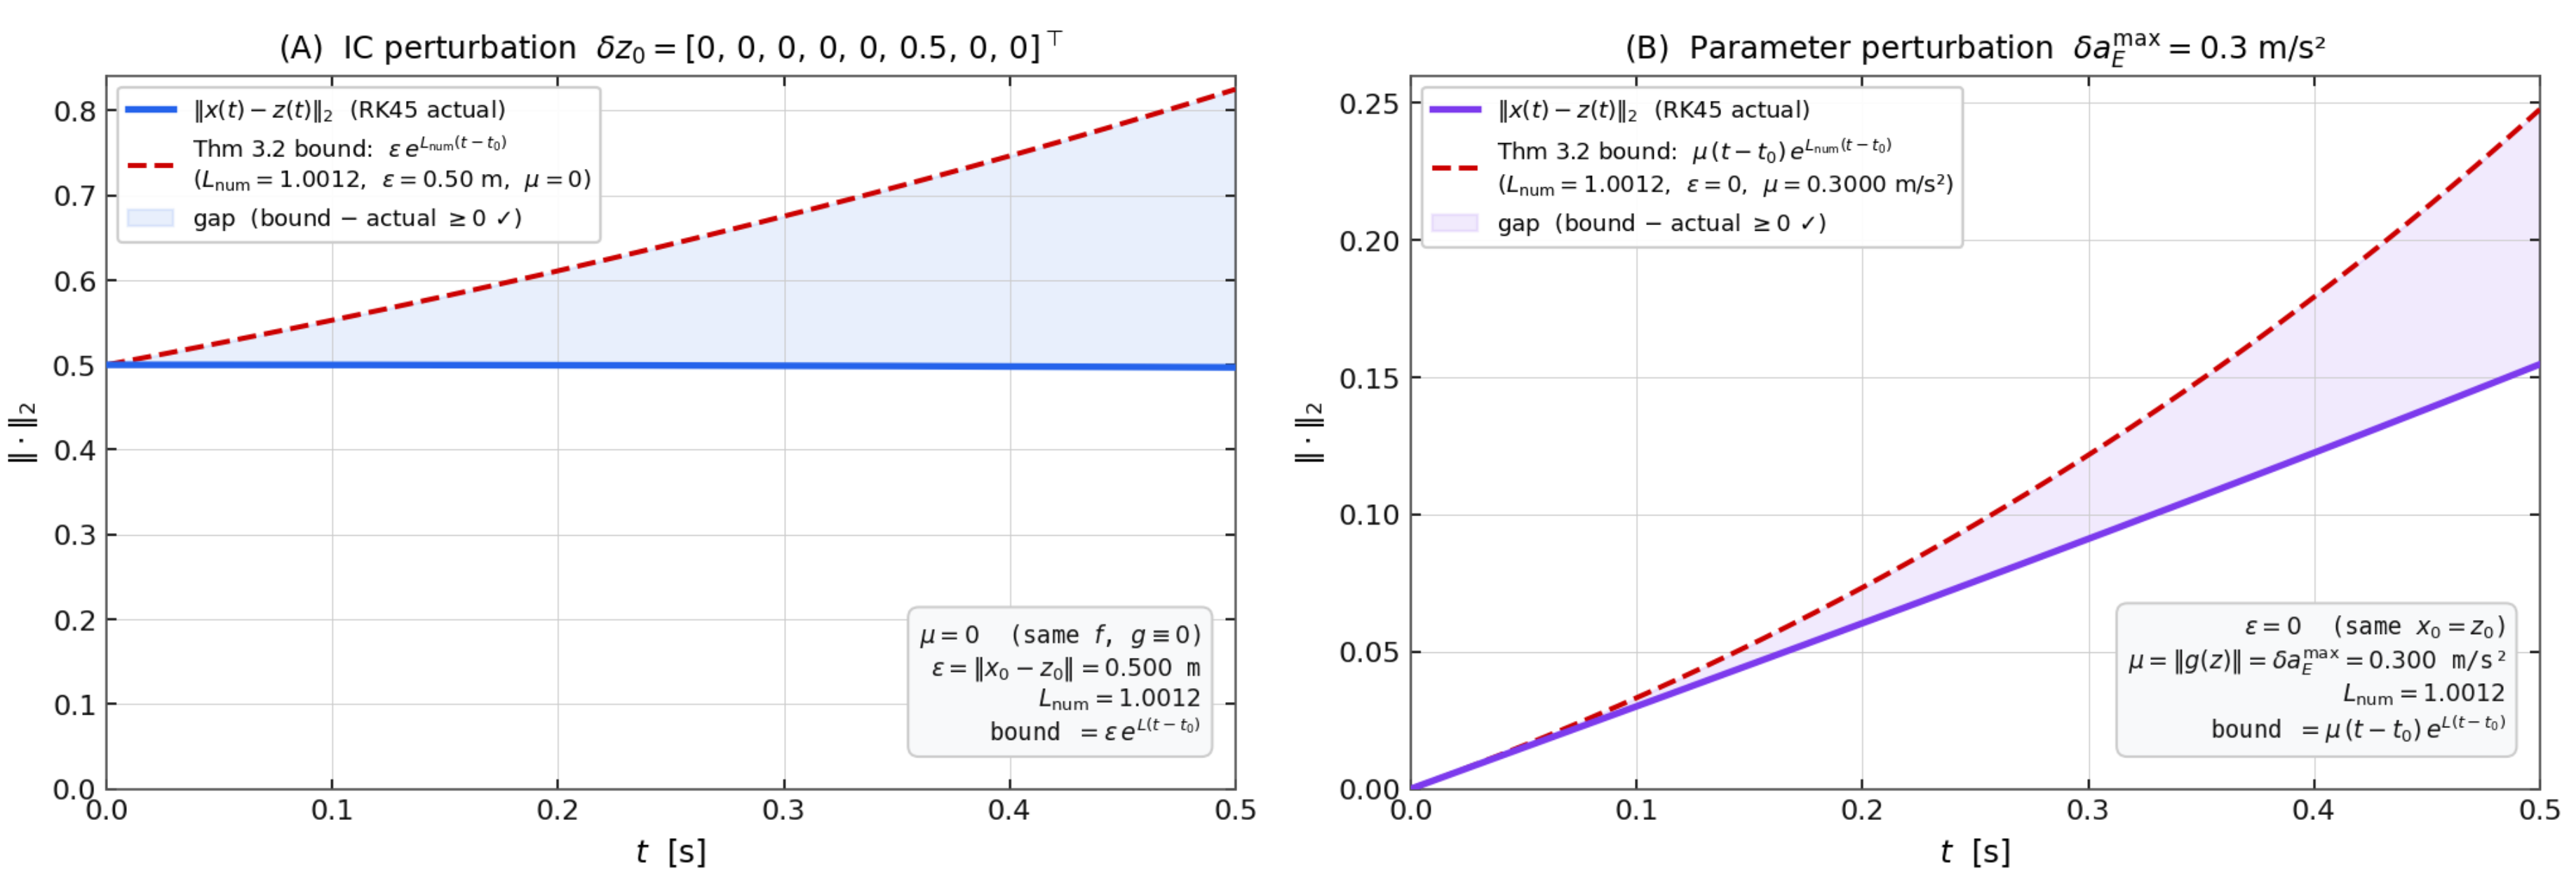 (A) IC perturbation δz₀ = [0, 0, 0, 0, 0, 0.5, 0, 0]^⊤
‖x(t) − z(t)‖₂ (RK45 actual)
Thm 3.2 bound: ε e^{L_num(t − t₀)}
(L_num = 1.0012, ε = 0.50 m, μ = 0)
gap (bound − actual ≥ 0 ✓)
0.8
0.7
0.6
0.5
0.4
0.3
0.2
0.1
0.0
‖ · ‖₂
μ = 0 (same f, g ≡ 0)
ε = ‖x₀ − z₀‖ = 0.500 m
L_num = 1.0012
bound = ε e^{L(t − t₀)}
0.0 0.1 0.2 0.3 0.4 0.5
t [s]
(B) Parameter perturbation δa_E^max = 0.3 m/s²
‖x(t) − z(t)‖₂ (RK45 actual)
Thm 3.2 bound: μ (t − t₀) e^{L_num(t − t₀)}
(L_num = 1.0012, ε = 0, μ = 0.3000 m/s²)
gap (bound − actual ≥ 0 ✓)
0.25
0.20
0.15
0.10
0.05
0.00
‖ · ‖₂
ε = 0 (same x₀ = z₀)
μ = ‖g(z)‖ = δa_E^max = 0.300 m/s²
L_num = 1.0012
bound = μ (t − t₀) e^{L(t − t₀)}
0.0 0.1 0.2 0.3 0.4 0.5
t [s]